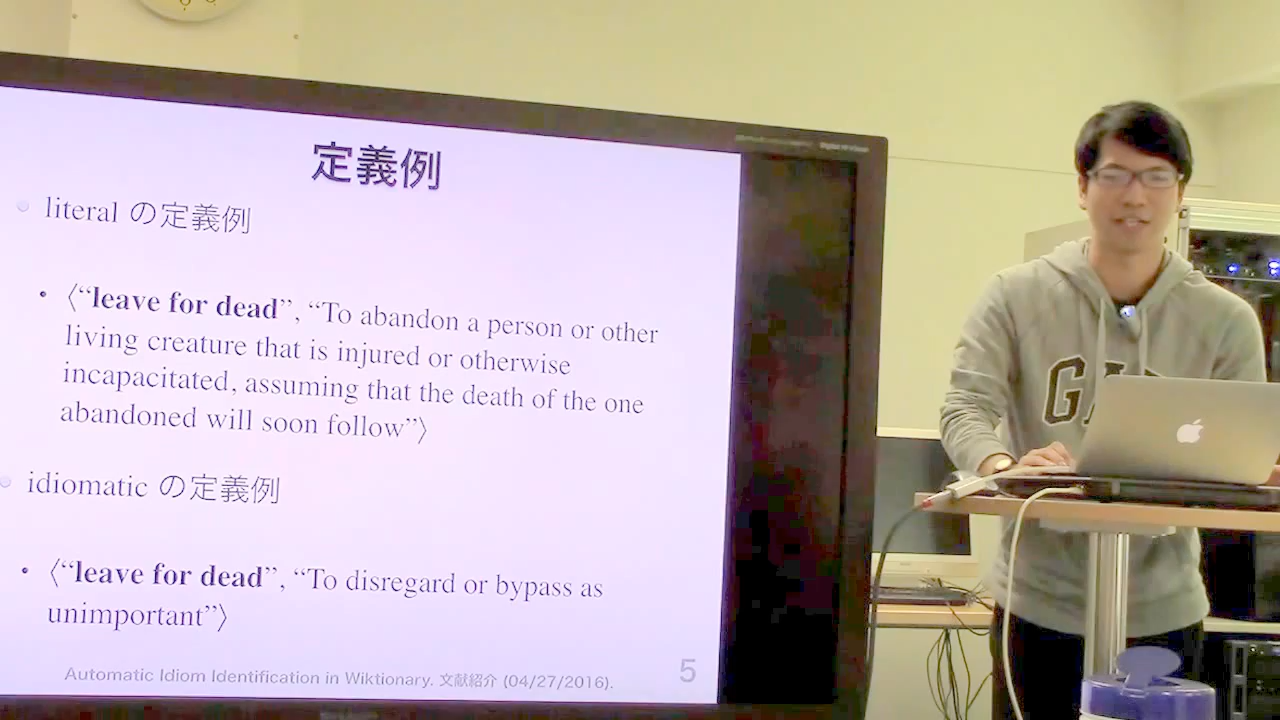 定義例
literal の定義例
• 〈“leave for dead”, “To abandon a person or other
living creature that is injured or otherwise
incapacitated, assuming that the death of the one
abandoned will soon follow”〉
idiomatic の定義例
• 〈“leave for dead”, “To disregard or bypass as
unimportant”〉
Automatic Idiom Identification in Wiktionary. 文献紹介 (04/27/2016).
5